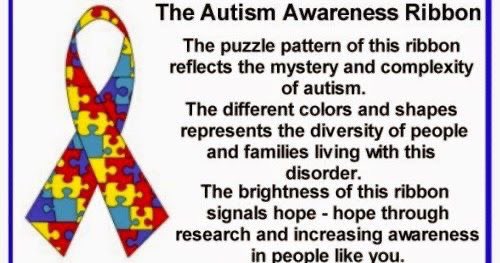 The Autism Awareness Ribbon
The puzzle pattern of this ribbon
reflects the mystery and complexity
of autism.
The different colors and shapes
represents the diversity of people
and families living with this
disorder.
The brightness of this ribbon
signals hope - hope through
research and increasing awareness
in people like you.